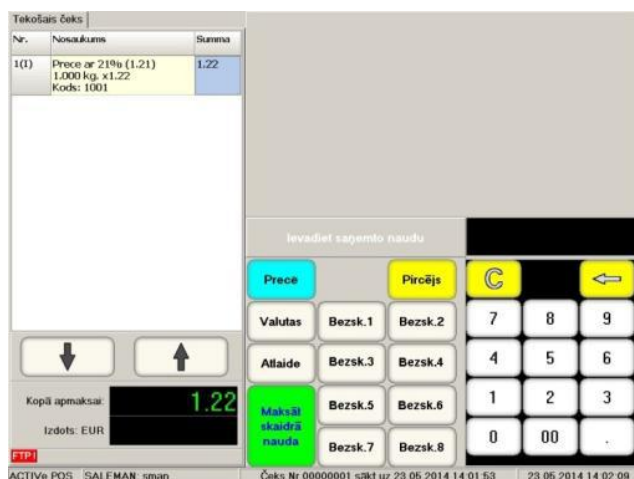 Tekošais čeks
Nr. Nosaukums Summa
1(I) Prece ar 21% (1.21) 1.22
1.000 kg. x1.22
Kods: 1001
Ievadiet saņemto naudu
Prece Pircējs C
Valutas Bezsk.1 Bezsk.2 7 8 9
Atlaide Bezsk.3 Bezsk.4 4 5 6
Maksāt skaidrā nauda Bezsk.5 Bezsk.6 1 2 3
Bezsk.7 Bezsk.8 0 00 .
Kopā apmaksai: 1.22
Izdots: EUR
FTP!
ACTIVe POS SALEMAN: sman Čeks Nr.00000001 sākt uz 23.05.2014 14:01:53 23.05.2014 14:02:09